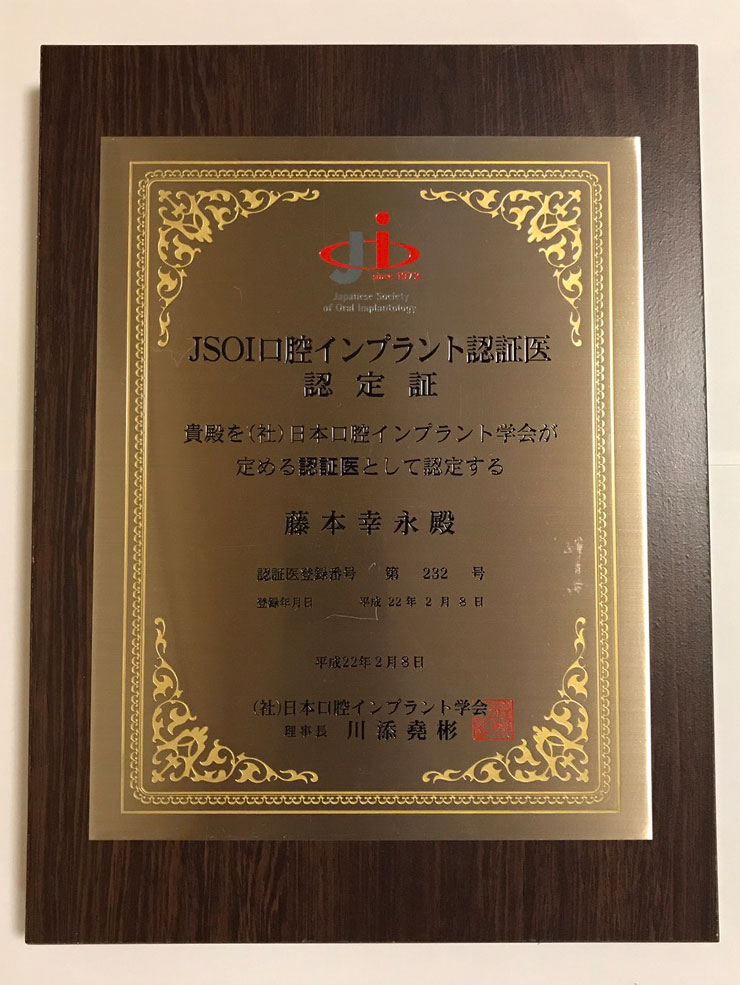 since 1972
Japanese Society
of Oral Implantology
JSOI口腔インプラント認証医
認定証
貴殿を(社)日本口腔インプラント学会が
定める認証医として認定する
藤本幸永殿
認証医登録番号 第 232 号
登録年月日 平成 22年 2月 8日
平成22年2月8日
(社)日本口腔インプラント学会
理事長 川添堯彬